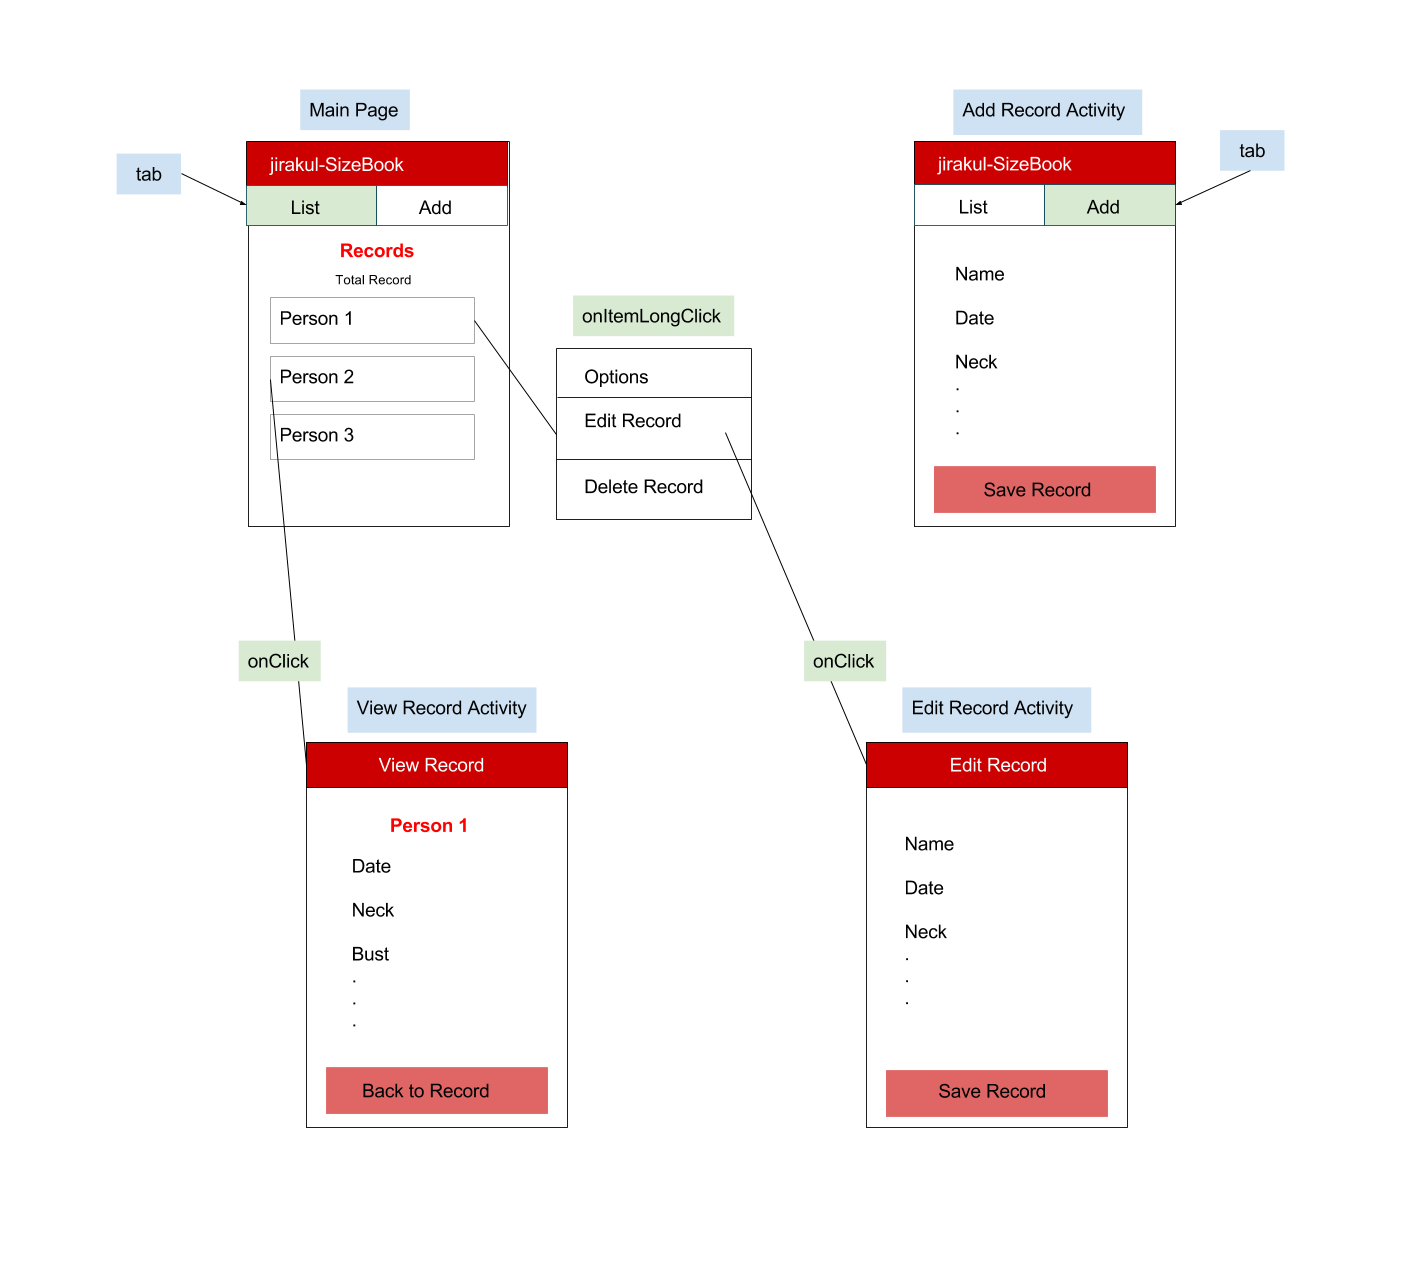 Main Page
tab
jirakul-SizeBook
List
Add
Records
Total Record
Person 1
Person 2
Person 3
onItemLongClick
Options
Edit Record
Delete Record
Add Record Activity
tab
jirakul-SizeBook
List
Add
Name
Date
Neck
.
.
.
Save Record
onClick
View Record Activity
View Record
Person 1
Date
Neck
Bust
.
.
.
Back to Record
onClick
Edit Record Activity
Edit Record
Name
Date
Neck
.
.
.
Save Record